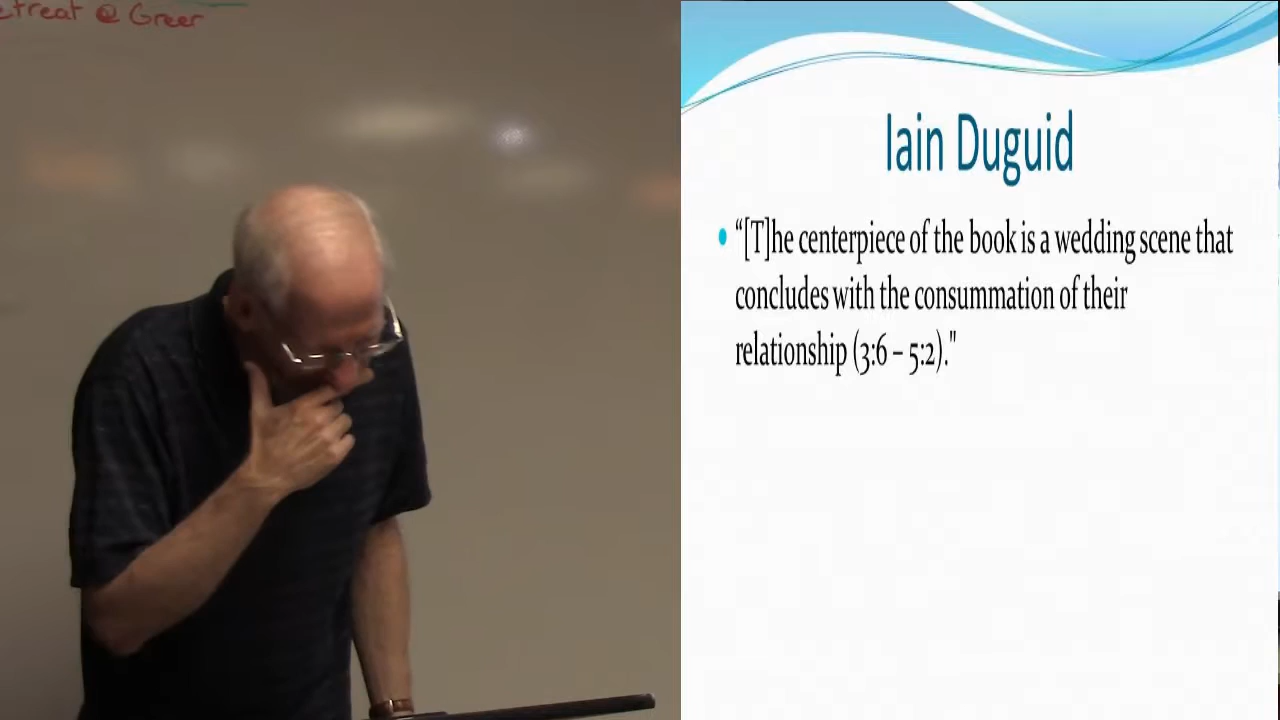 @ Greer
Iain Duguid
• “[T]he centerpiece of the book is a wedding scene that
concludes with the consummation of their
relationship (3:6 – 5:2)."